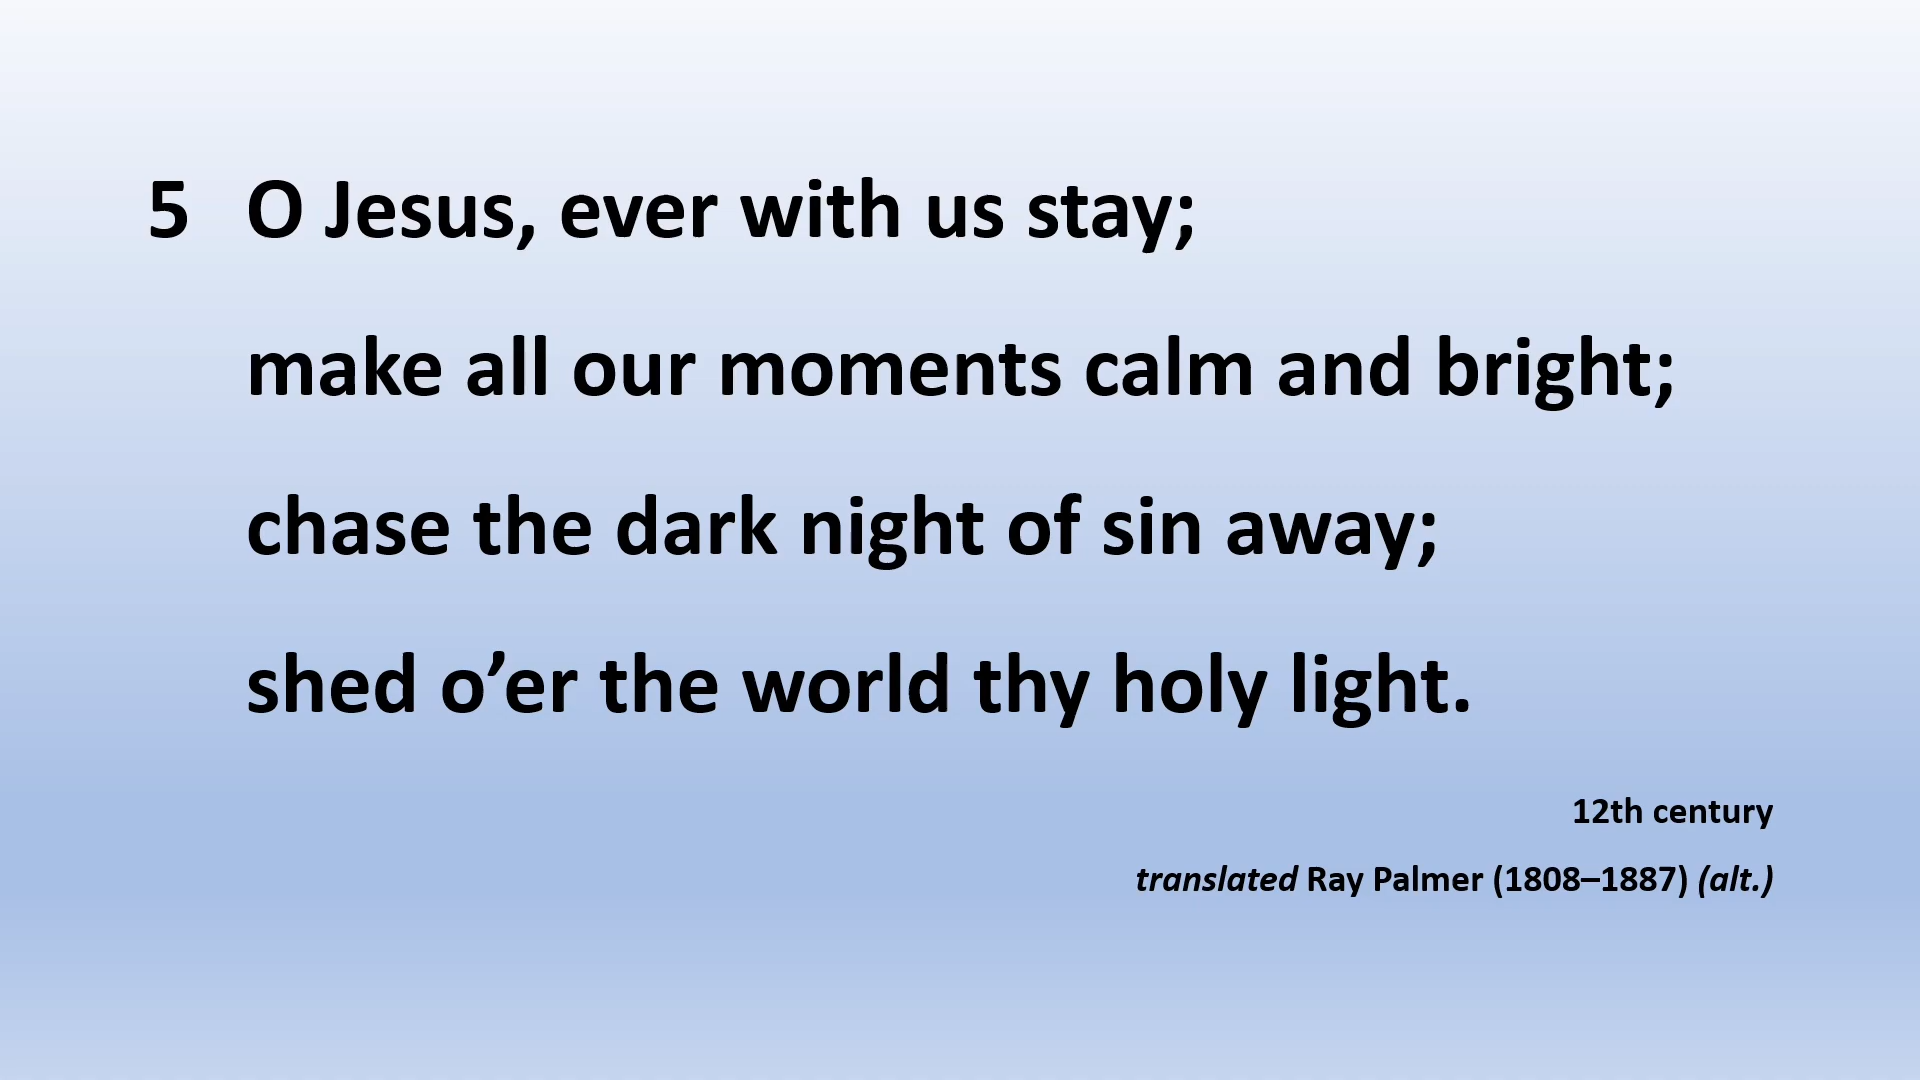 5 O Jesus, ever with us stay;
make all our moments calm and bright;
chase the dark night of sin away;
shed o’er the world thy holy light.
12th century
translated Ray Palmer (1808–1887) (alt.)